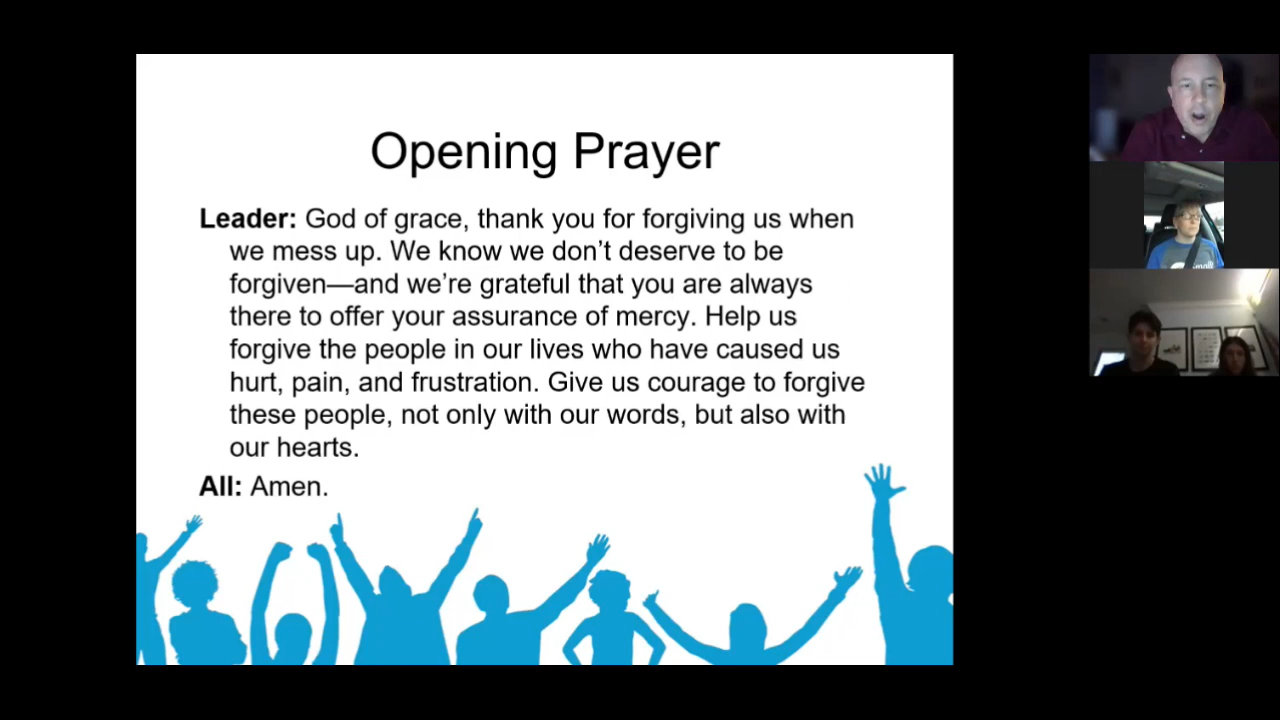 Opening Prayer
Leader: God of grace, thank you for forgiving us when
we mess up. We know we don’t deserve to be
forgiven—and we’re grateful that you are always
there to offer your assurance of mercy. Help us
forgive the people in our lives who have caused us
hurt, pain, and frustration. Give us courage to forgive
these people, not only with our words, but also with
our hearts.
All: Amen.